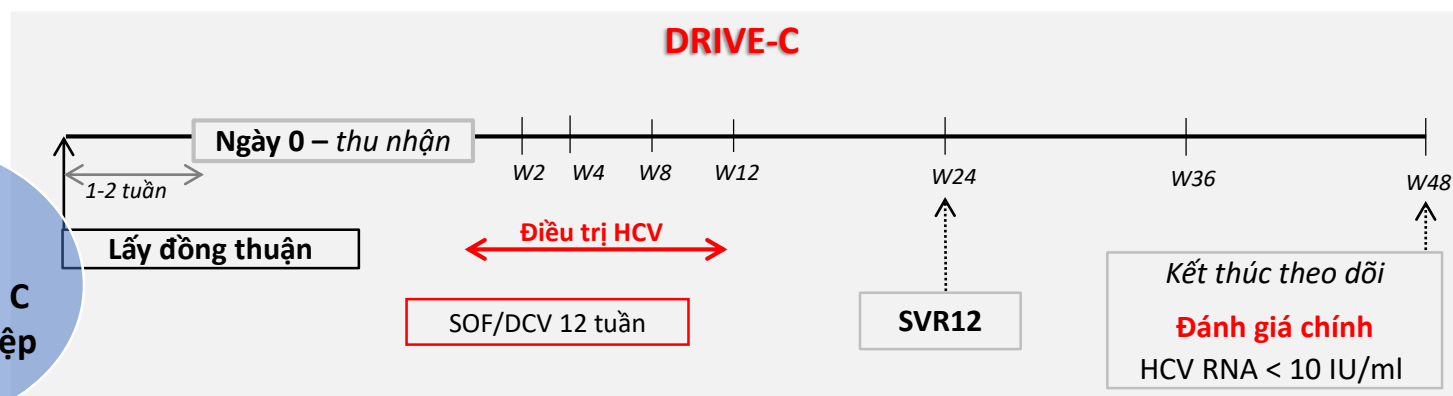 DRIVE-C
Ngày 0 – thu nhận
W2 W4 W8 W12 W24 W36 W48
1-2 tuần
Lấy đồng thuận
Điều trị HCV
SOF/DCV 12 tuần
SVR12
Kết thúc theo dõi
Đánh giá chính
HCV RNA < 10 IU/ml
C
ệp